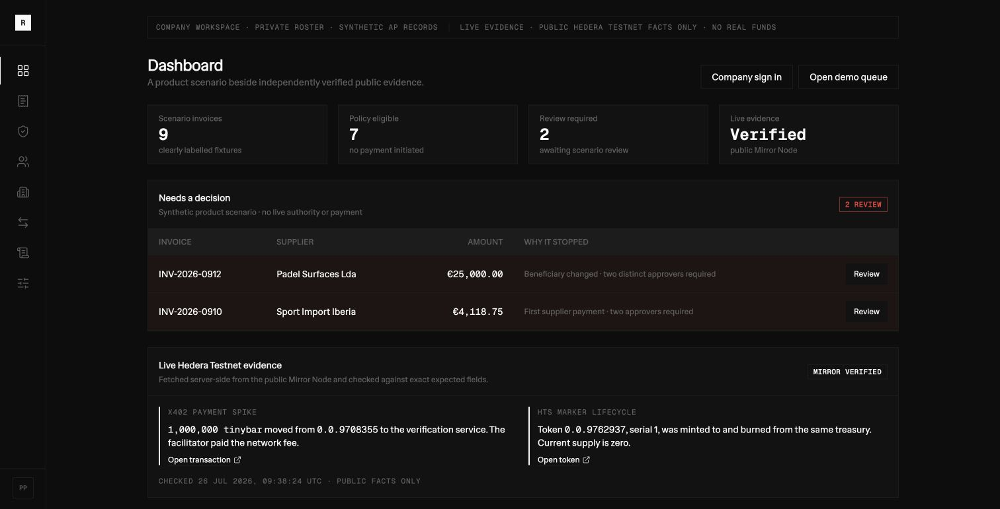 R
COMPANY WORKSPACE · PRIVATE ROSTER · SYNTHETIC AP RECORDS | LIVE EVIDENCE · PUBLIC HEDERA TESTNET FACTS ONLY · NO REAL FUNDS
Dashboard
A product scenario beside independently verified public evidence.
Company sign in
Open demo queue
Scenario invoices
9
clearly labelled fixtures
Policy eligible
7
no payment initiated
Review required
2
awaiting scenario review
Live evidence
Verified
public Mirror Node
Needs a decision
Synthetic product scenario · no live authority or payment
2 REVIEW
INVOICE SUPPLIER AMOUNT WHY IT STOPPED
INV-2026-0912 Padel Surfaces Lda €25,000.00 Beneficiary changed · two distinct approvers required Review
INV-2026-0910 Sport Import Iberia €4,118.75 First supplier payment · two approvers required Review
Live Hedera Testnet evidence
Fetched server-side from the public Mirror Node and checked against exact expected fields.
MIRROR VERIFIED
X402 PAYMENT SPIKE
1,000,000 tinybar moved from 0.0.9708355 to the verification service. The
facilitator paid the network fee.
Open transaction
HTS MARKER LIFECYCLE
Token 0.0.9762937, serial 1, was minted to and burned from the same treasury.
Current supply is zero.
Open token
CHECKED 26 JUL 2026, 09:38:24 UTC · PUBLIC FACTS ONLY
PP